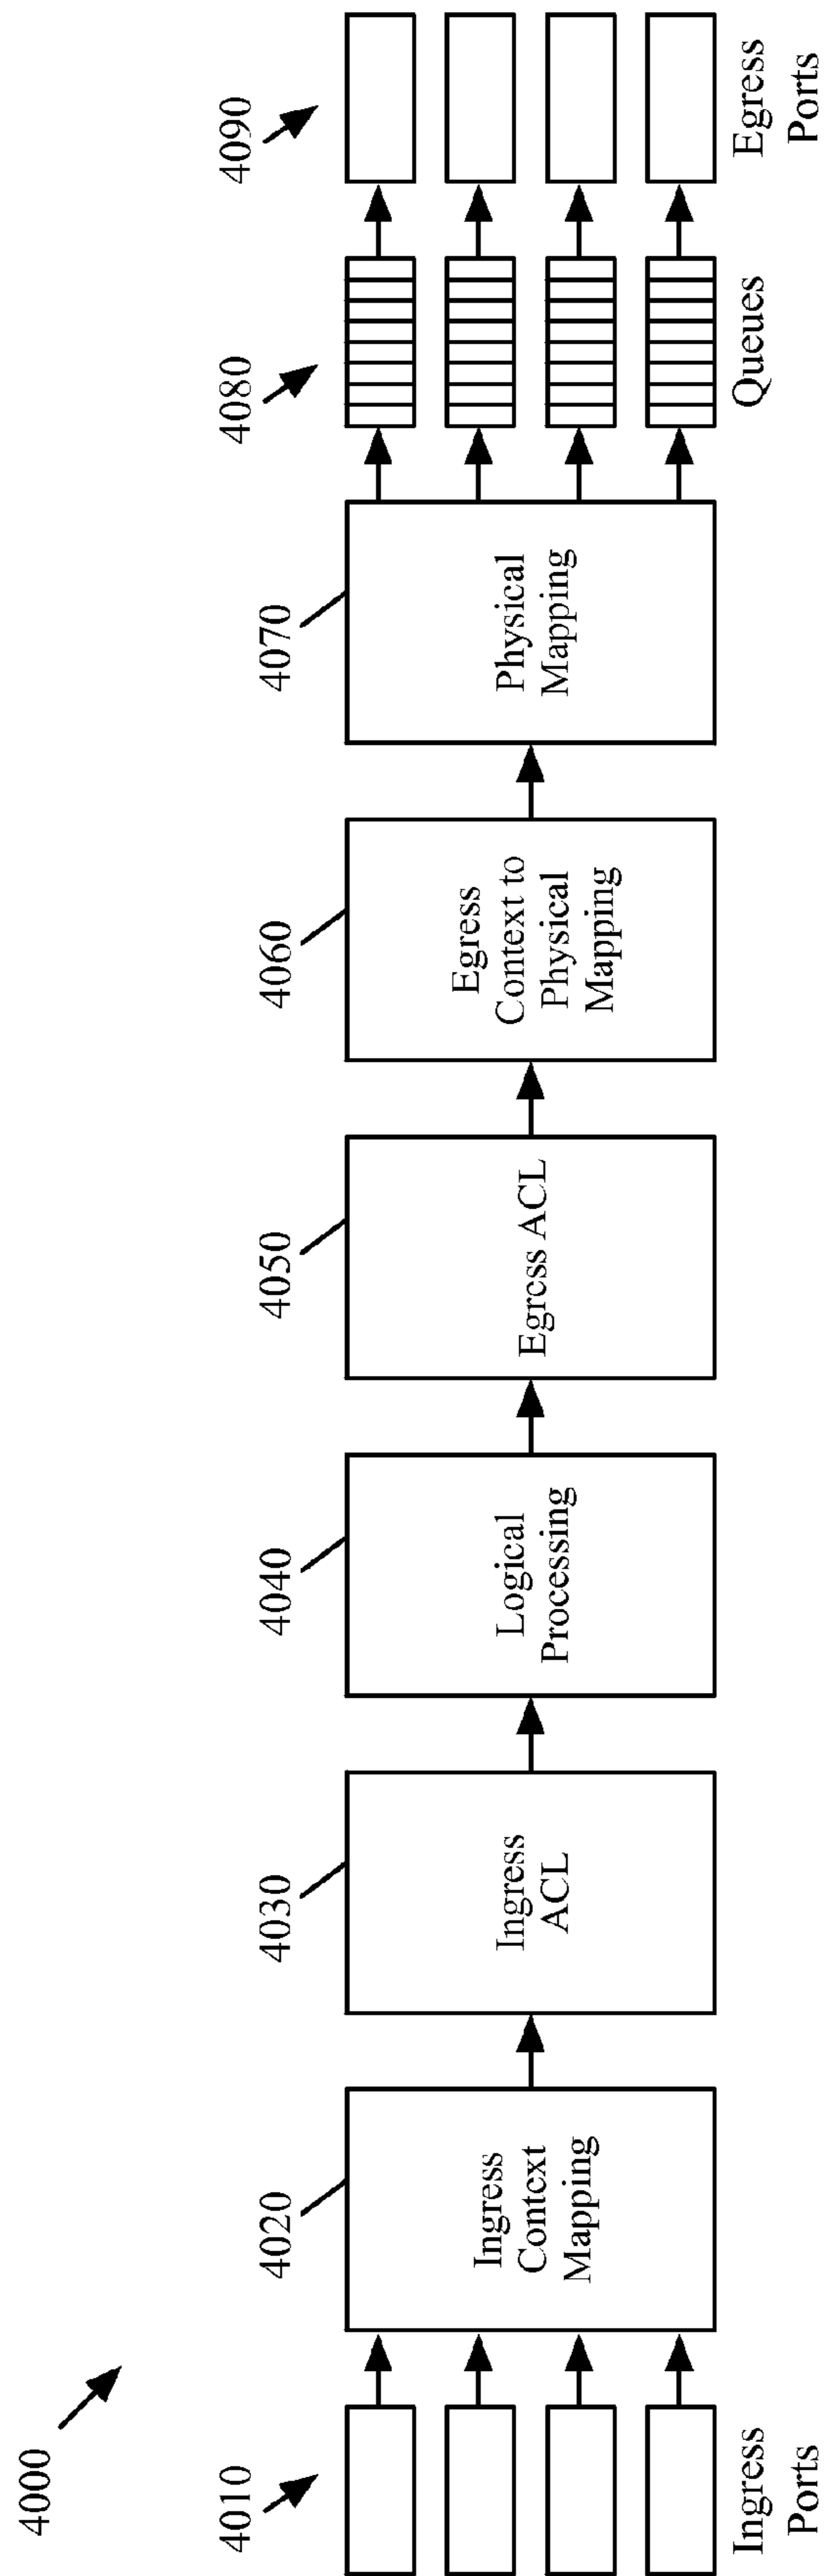 4000
4010
4020
4030
4040
4050
4060
4070
4080
4090
Ingress
Context
Mapping
Ingress
ACL
Logical
Processing
Egress ACL
Egress
Context to
Physical
Mapping
Physical
Mapping
Ingress
Ports
Queues
Egress
Ports